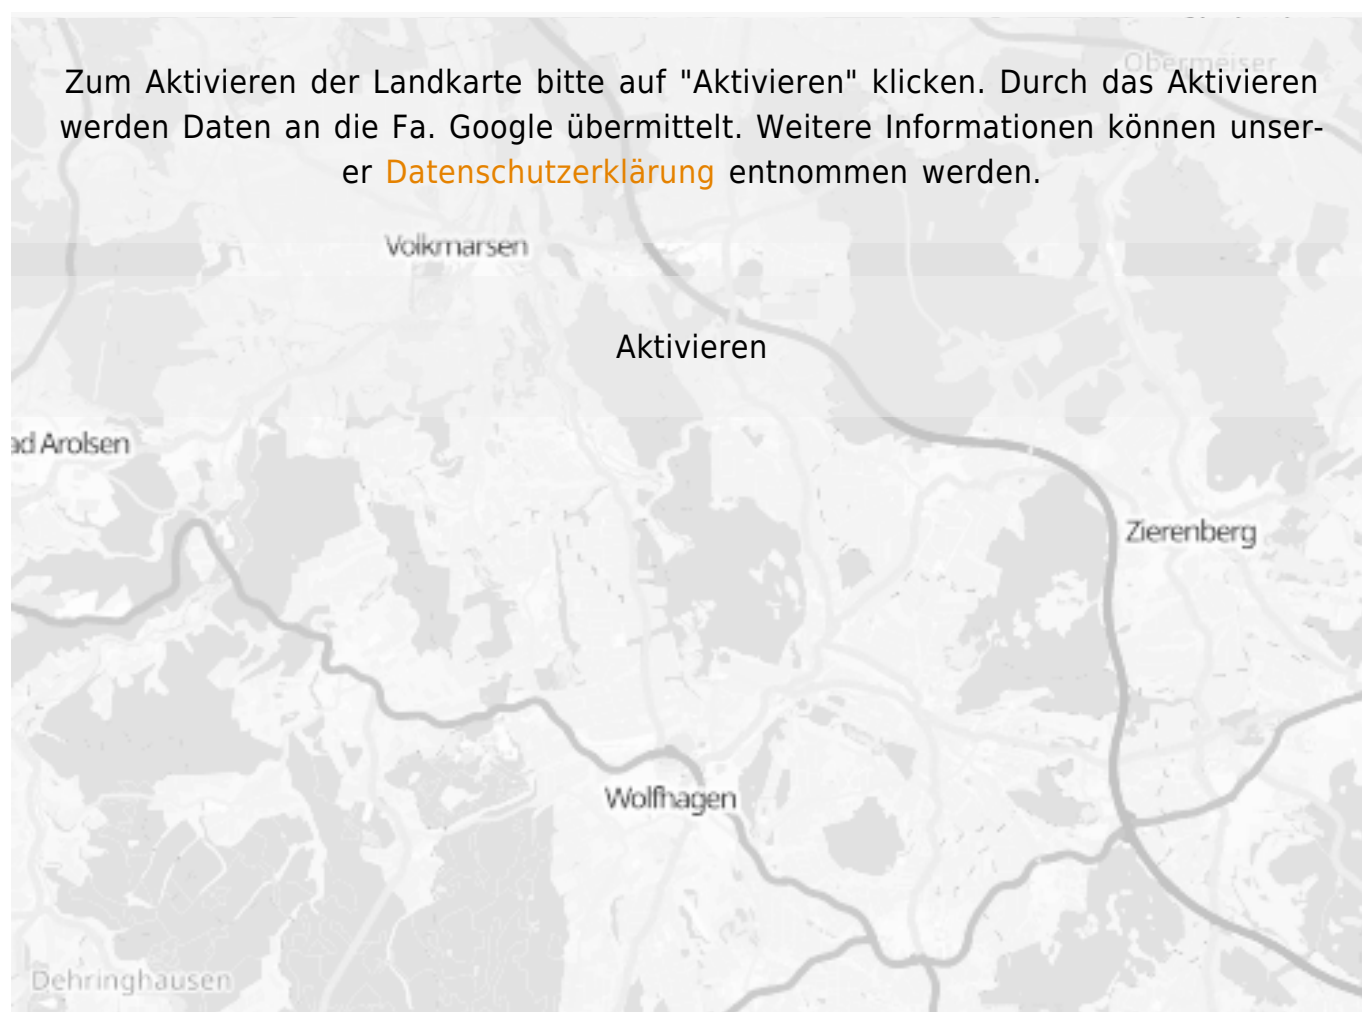 Obermeiser
Zum Aktivieren der Landkarte bitte auf "Aktivieren" klicken. Durch das Aktivieren
werden Daten an die Fa. Google übermittelt. Weitere Informationen können unser-
er Datenschutzerklärung entnommen werden.
Volkmarsen
Aktivieren
ad Arolsen
Zierenberg
Wolfhagen
Dehringhausen